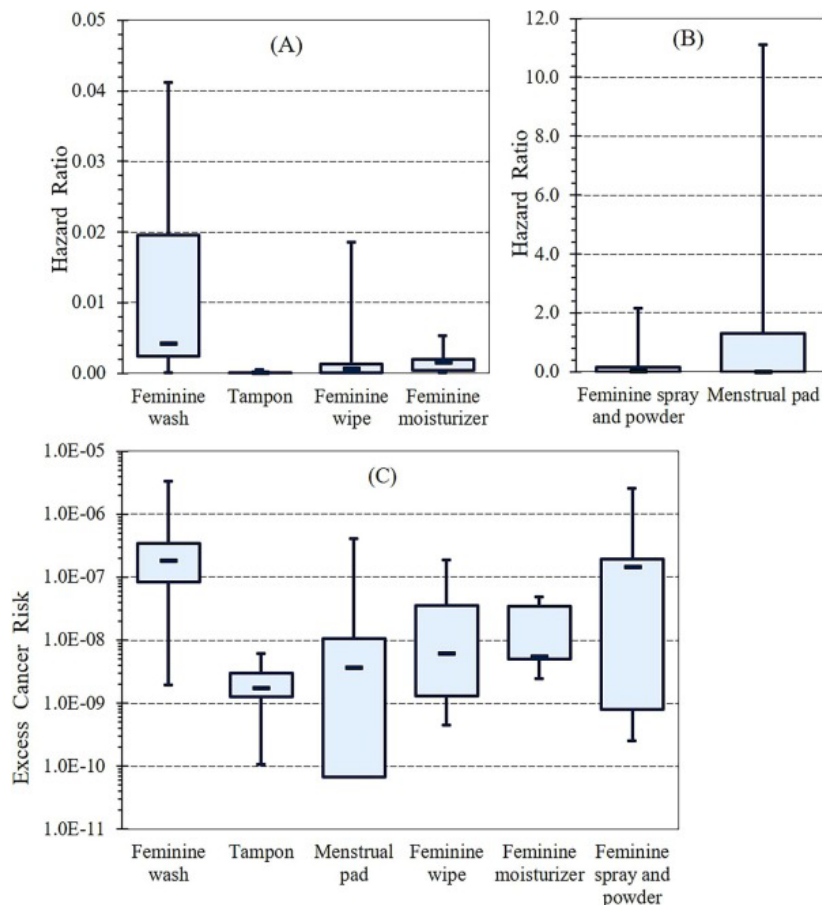 (A)
Hazard Ratio
0.05
0.04
0.03
0.02
0.01
0.00
Feminine
wash
Tampon
Feminine
wipe
Feminine
moisturizer
(B)
Hazard Ratio
12.0
10.0
8.0
6.0
4.0
2.0
0.0
Feminine spray
and powder
Menstrual pad
(C)
Excess Cancer Risk
1.0E-05
1.0E-06
1.0E-07
1.0E-08
1.0E-09
1.0E-10
1.0E-11
Feminine
wash
Tampon
Menstrual
pad
Feminine
wipe
Feminine
moisturizer
Feminine
spray and
powder